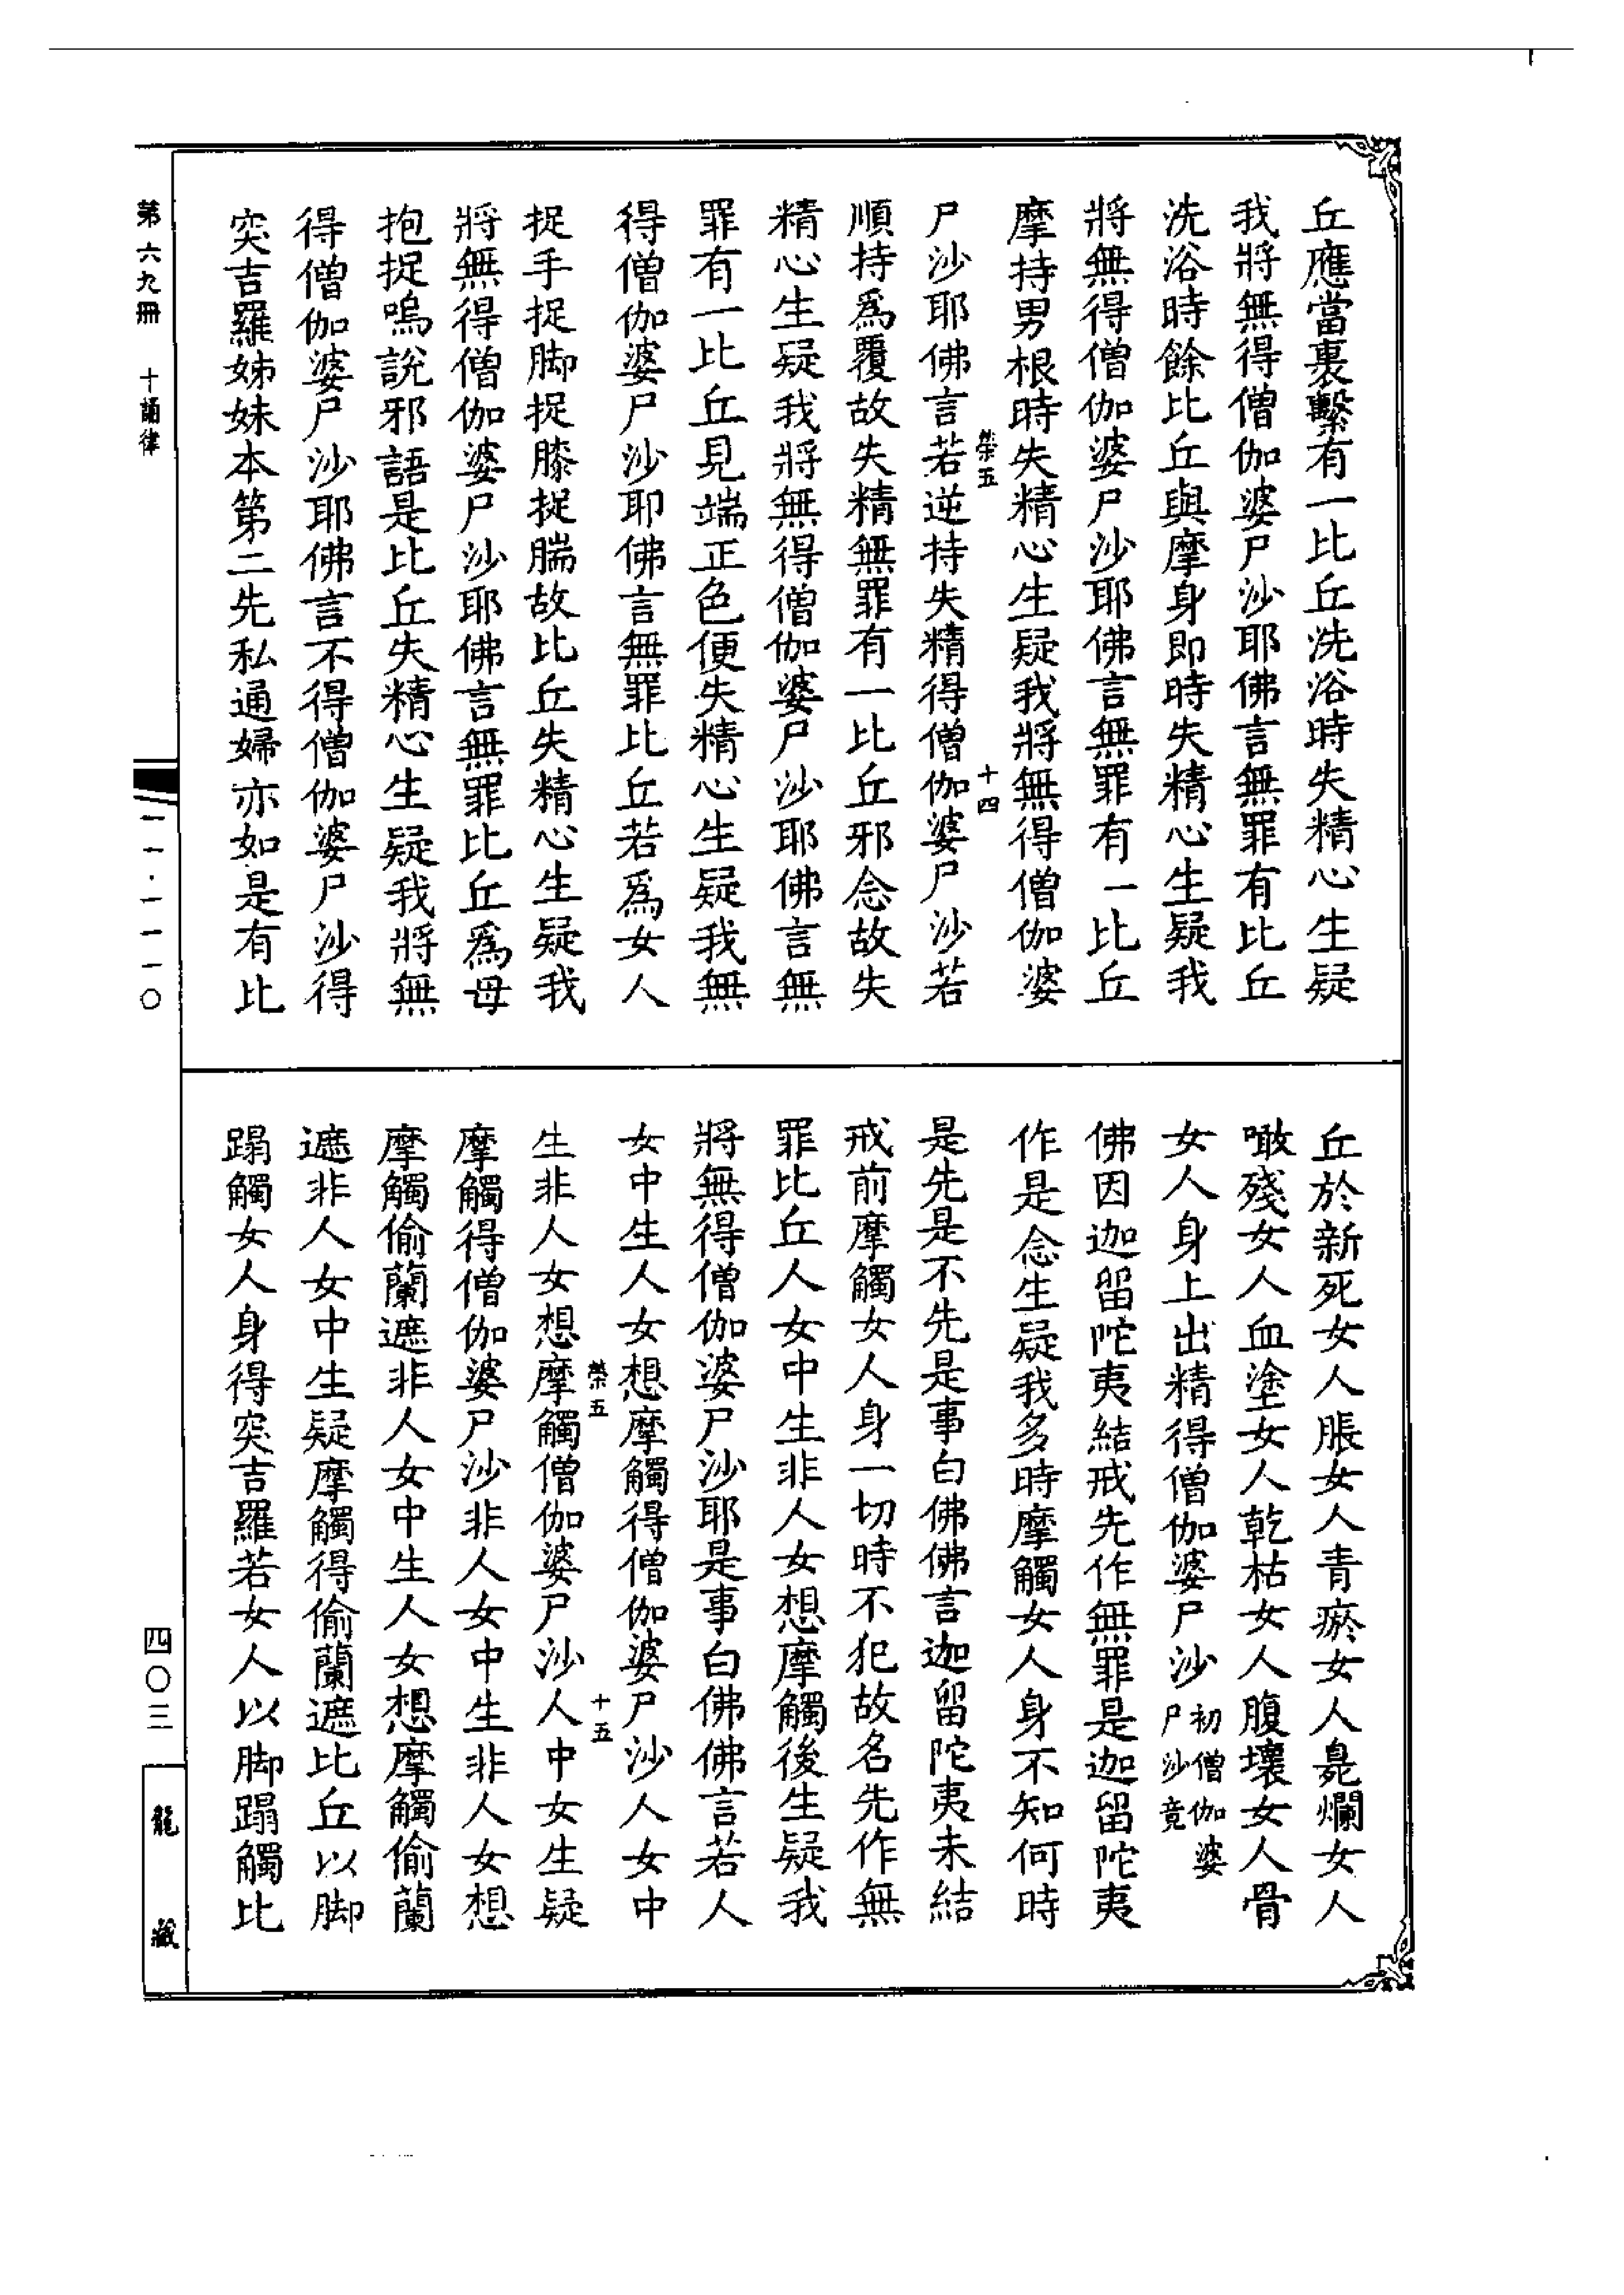 丘應當裏繫有一比丘洗浴時失精心生疑
我將無得僧伽婆尸沙耶佛言無罪有比丘
洗浴時餘比丘與摩身即時失精心生疑我
將無得僧伽婆尸沙耶佛言無罪有一比丘
摩持男根時失精心生疑我將無得僧伽婆
榮五
十四
尸沙耶佛言若逆持失精得僧伽婆尸沙若
順持爲覆故失精無罪有一比丘邪念故失
精心生疑我將無得僧伽婆尸沙耶佛言無
罪有一比丘見端正色便失精心生疑我無
得僧伽婆尸沙耶佛言無罪比丘若爲女人
捉手捉脚捉膝捉腨故比丘失精心生疑我
將無得僧伽婆尸沙耶佛言無罪比丘爲母
抱捉嗚說邪語是比丘失精心生疑我將無
得僧伽婆尸沙耶佛言不得僧伽婆尸沙得
突吉羅姊妹本第二先私通婦亦如是有比
丘於新死女人脹女人青瘀女人臭爛女人
噉殘女人血塗女人乾枯女人腹壞女人骨
女人身上出精得僧伽婆尸沙初僧伽婆尸沙竟
佛因迦留陀夷結戒先作無罪是迦留陀夷
作是念生疑我多時摩觸女人身不知何時
是先是不先是事白佛佛言迦留陀夷未結
戒前摩觸女人身一切時不犯故名先作無
罪比丘人女中生非人女想摩觸後生疑我
將無得僧伽婆尸沙耶是事白佛佛言若人
女中生人女想摩觸得僧伽婆尸沙人女中
榮五
十五
生非人女想摩觸僧伽婆尸沙人中女生疑
摩觸得僧伽婆尸沙非人女中生非人女想
摩觸偷蘭遮非人女中生人女想摩觸偷蘭
遮非人女中生疑摩觸得偷蘭遮比丘以脚
蹋觸女人身得突吉羅若女人以脚蹋觸比
第六九冊 十誦律
一一·一一一〇
四〇三
龍藏